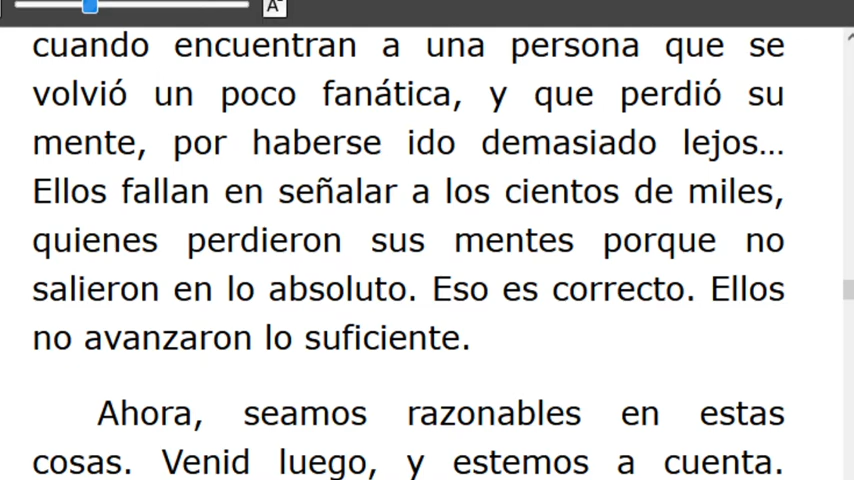 A
cuando encuentran a una persona que se
volvió un poco fanática, y que perdió su
mente, por haberse ido demasiado lejos...
Ellos fallan en señalar a los cientos de miles,
quienes perdieron sus mentes porque no
salieron en lo absoluto. Eso es correcto. Ellos
no avanzaron lo suficiente.
Ahora, seamos razonables en estas
cosas. Venid luego, y estemos a cuenta.